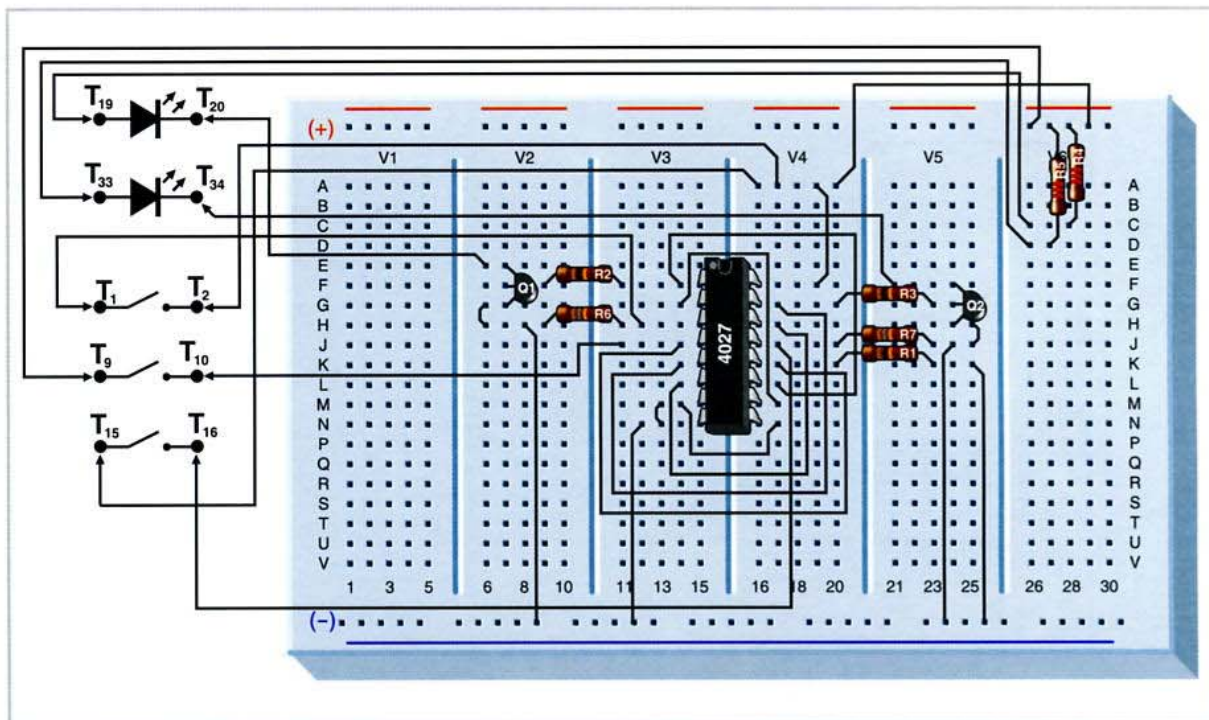 T19 T20
(+)
V1 V2 V3 V4 V5
T33 T34
R5 R4
A A
B B
C C
D D
E R2 E
F Q1 R3 F
T1 T2
G Q2 G
H R6 4027 H
J R7 J
T9 T10
K R1 K
L L
M M
T15 T16
N N
P P
Q Q
R R
S S
T T
U U
V V
1 3 5 6 8 10 11 13 15 16 18 20 21 23 25 26 28 30
(-)